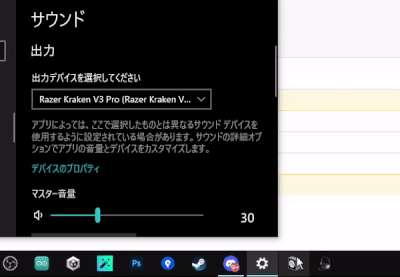 サウンド
出力
出力デバイスを選択してください
Razer Kraken V3 Pro (Razer Kraken V...
アプリによっては、ここで選択したものとは異なるサウンド デバイスを
使用するように設定されている場合があります。サウンドの詳細オプ
ションでアプリの音量とデバイスをカスタマイズします。
デバイスのプロパティ
マスター音量
30
Ps